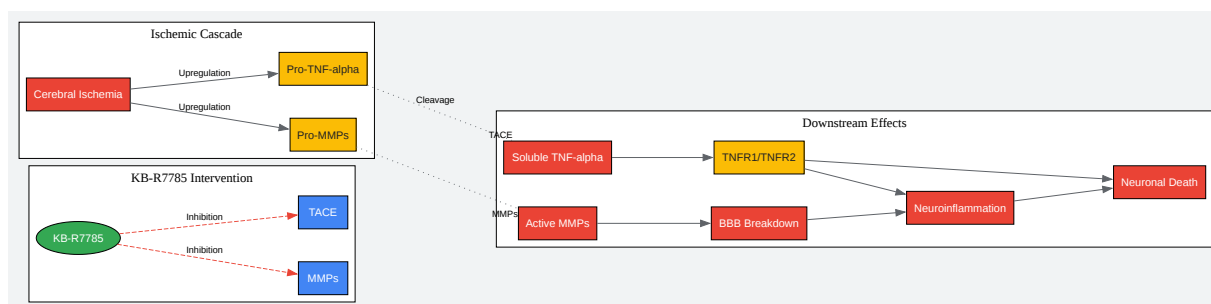 Ischemic Cascade
Cerebral Ischemia
Upregulation
Pro-TNF-alpha
Upregulation
Pro-MMPs
Cleavage
KB-R7785 Intervention
KB-R7785
Inhibition
TACE
Inhibition
MMPs
Downstream Effects
TACE
Soluble TNF-alpha
TNFR1/TNFR2
Neuronal Death
MMPs
Active MMPs
BBB Breakdown
Neuroinflammation